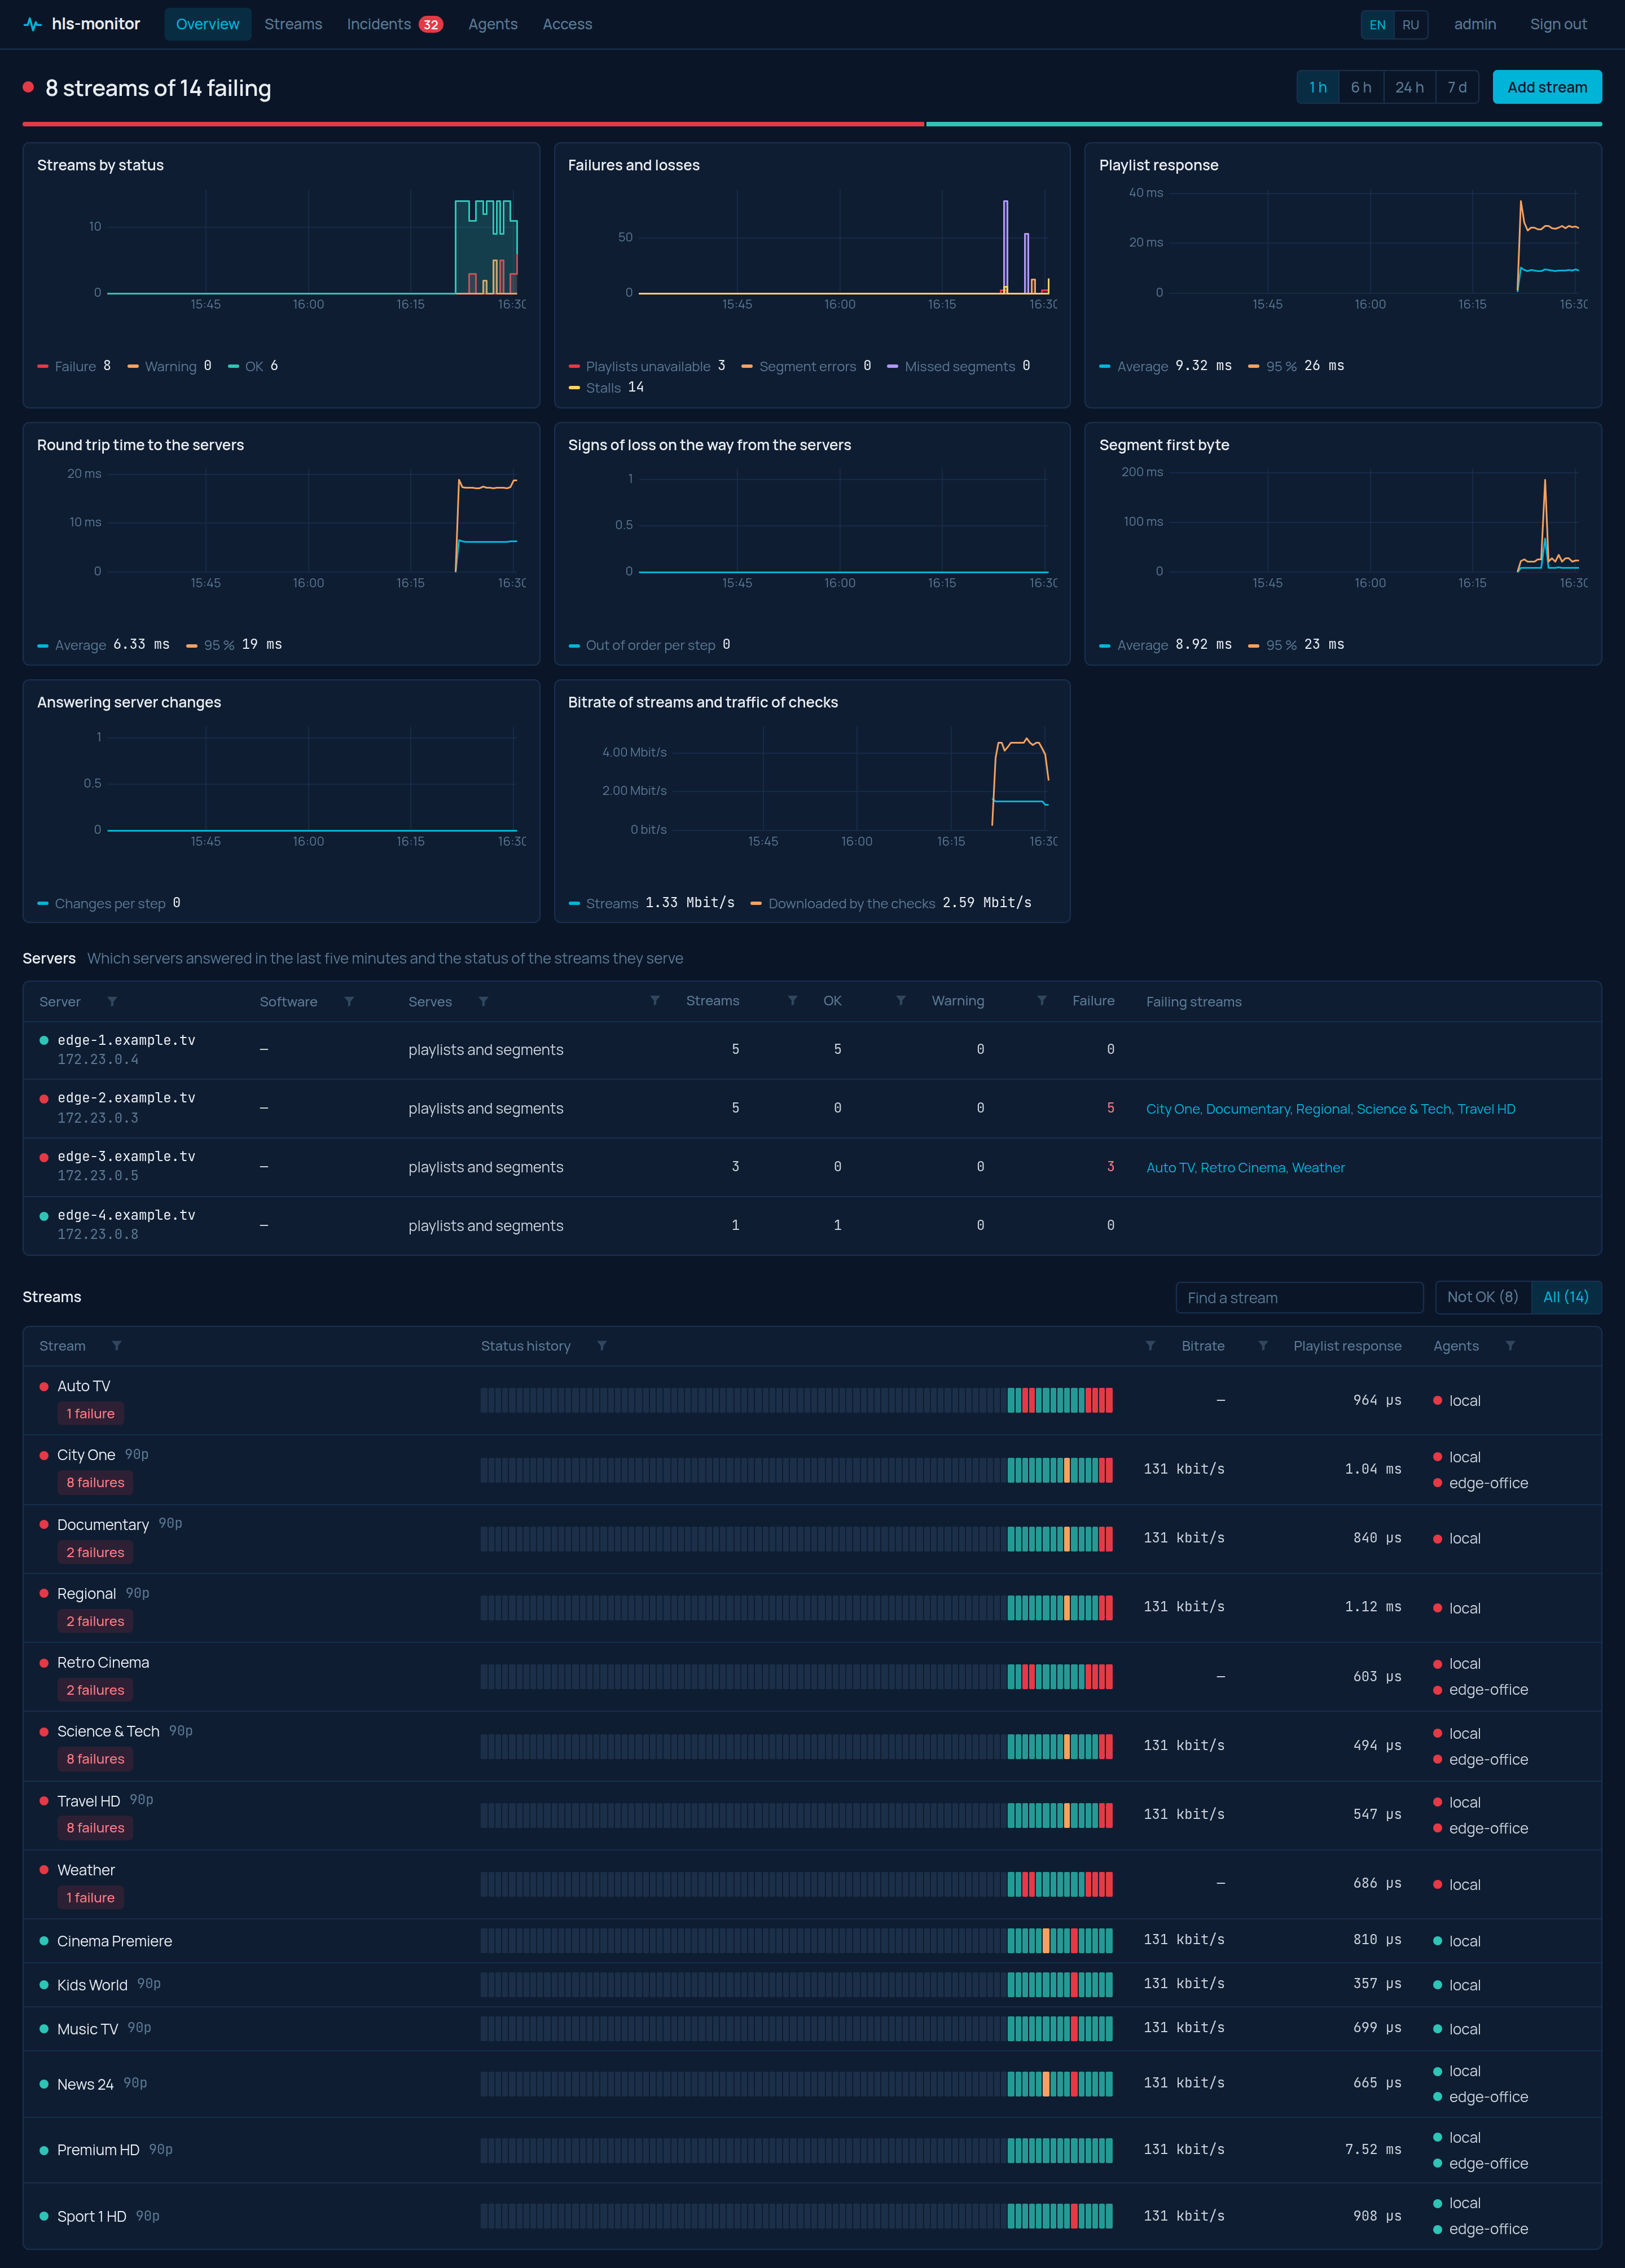 hls-monitor Overview Streams Incidents 32 Agents Access EN RU admin Sign out
8 streams of 14 failing 1 h 6 h 24 h 7 d Add stream
Streams by status
10
0
15:45 16:00 16:15 16:30
Failure 8 Warning 0 OK 6
Failures and losses
50
0
15:45 16:00 16:15 16:30
Playlists unavailable 3 Segment errors 0 Missed segments 0
Stalls 14
Playlist response
40 ms
20 ms
0
15:45 16:00 16:15 16:30
Average 9.32 ms 95 % 26 ms
Round trip time to the servers
20 ms
10 ms
0
15:45 16:00 16:15 16:30
Average 6.33 ms 95 % 19 ms
Signs of loss on the way from the servers
1
0.5
0
15:45 16:00 16:15 16:30
Out of order per step 0
Segment first byte
200 ms
100 ms
0
15:45 16:00 16:15 16:30
Average 8.92 ms 95 % 23 ms
Answering server changes
1
0.5
0
15:45 16:00 16:15 16:30
Changes per step 0
Bitrate of streams and traffic of checks
4.00 Mbit/s
2.00 Mbit/s
0 bit/s
15:45 16:00 16:15 16:30
Streams 1.33 Mbit/s Downloaded by the checks 2.59 Mbit/s
Servers Which servers answered in the last five minutes and the status of the streams they serve
Server Software Serves Streams OK Warning Failure Failing streams
edge-1.example.tv
172.23.0.4
— playlists and segments 5 5 0 0
edge-2.example.tv
172.23.0.3
— playlists and segments 5 0 0 5 City One, Documentary, Regional, Science & Tech, Travel HD
edge-3.example.tv
172.23.0.5
— playlists and segments 3 0 0 3 Auto TV, Retro Cinema, Weather
edge-4.example.tv
172.23.0.8
— playlists and segments 1 1 0 0
Streams Find a stream Not OK (8) All (14)
Stream Status history Bitrate Playlist response Agents
Auto TV
1 failure
— 964 µs local
City One 90p
8 failures
131 kbit/s 1.04 ms local
edge-office
Documentary 90p
2 failures
131 kbit/s 840 µs local
Regional 90p
2 failures
131 kbit/s 1.12 ms local
Retro Cinema
2 failures
— 603 µs local
edge-office
Science & Tech 90p
8 failures
131 kbit/s 494 µs local
edge-office
Travel HD 90p
8 failures
131 kbit/s 547 µs local
edge-office
Weather
1 failure
— 686 µs local
Cinema Premiere 131 kbit/s 810 µs local
Kids World 90p 131 kbit/s 357 µs local
Music TV 90p 131 kbit/s 699 µs local
News 24 90p 131 kbit/s 665 µs local
edge-office
Premium HD 90p 131 kbit/s 7.52 ms local
edge-office
Sport 1 HD 90p 131 kbit/s 908 µs local
edge-office